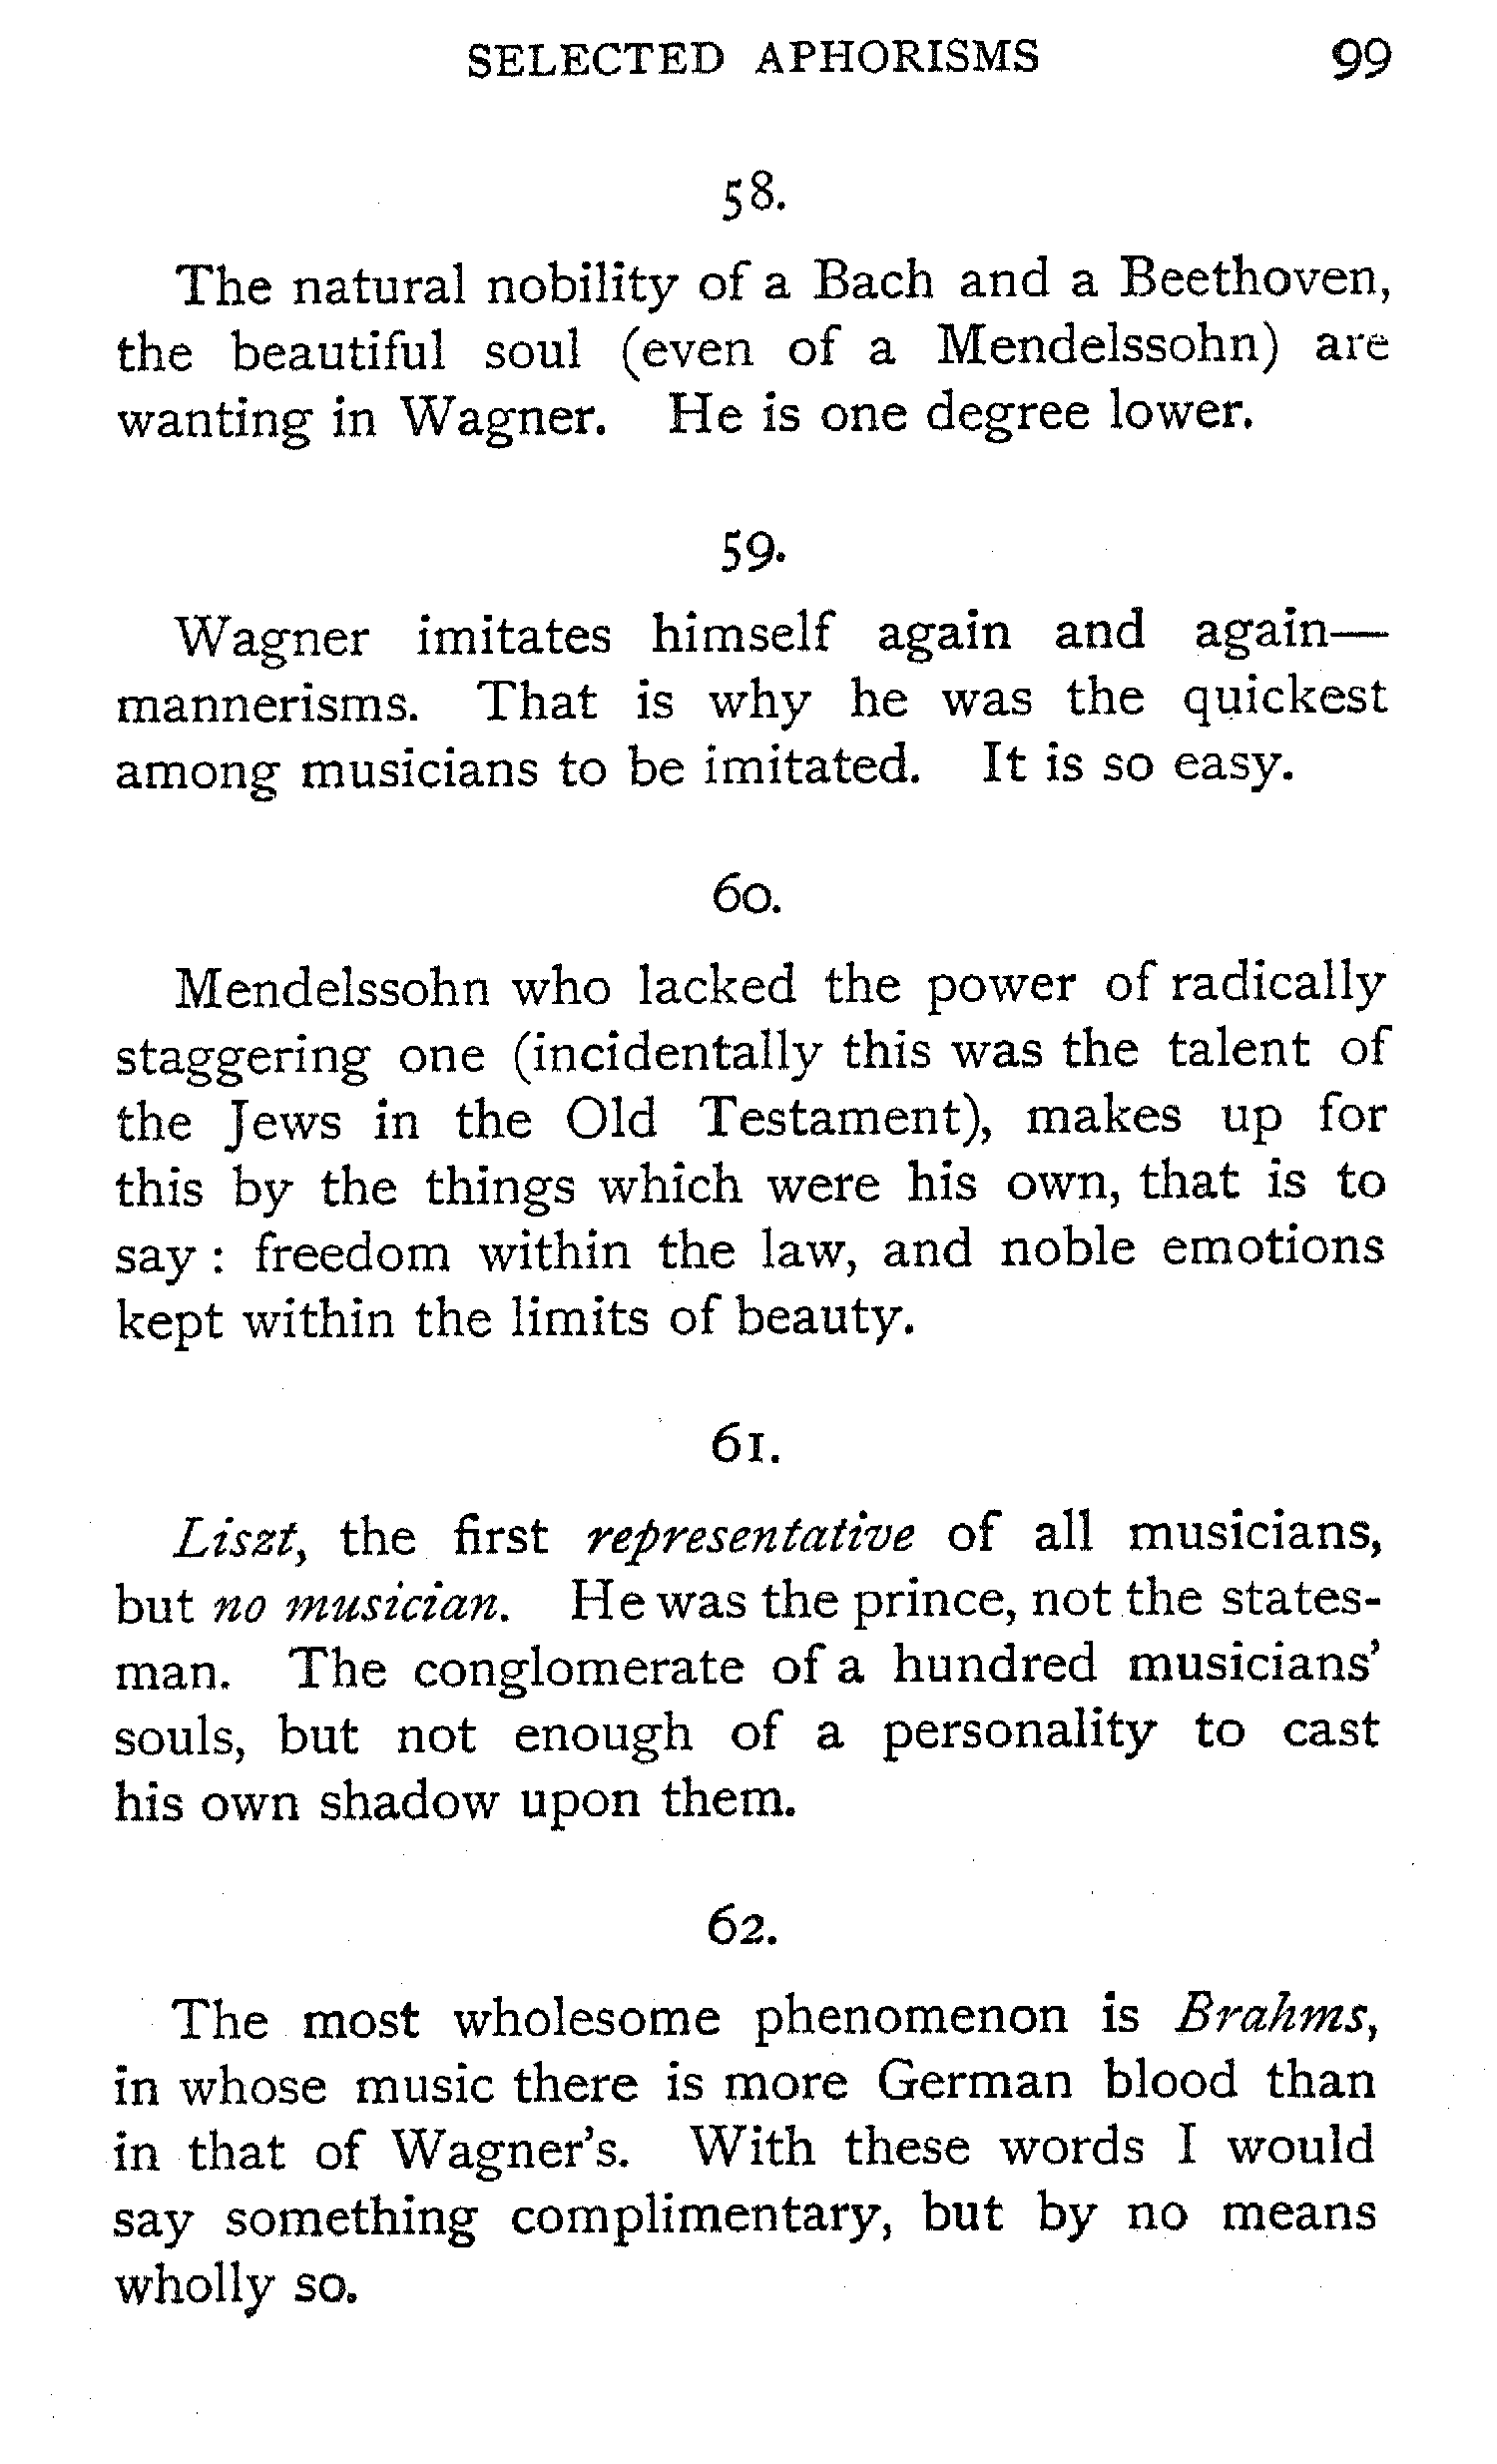 SELECTED APHORISMS 99
58.
The natural nobility of a Bach and a Beethoven,
the beautiful soul (even of a Mendelssohn) are
wanting in Wagner. He is one degree lower.
59.
Wagner imitates himself again and again—
mannerisms. That is why he was the quickest
among musicians to be imitated. It is so easy.
60.
Mendelssohn who lacked the power of radically
staggering one (incidentally this was the talent of
the Jews in the Old Testament), makes up for
this by the things which were his own, that is to
say : freedom within the law, and noble emotions
kept within the limits of beauty.
61.
Liszt, the first representative of all musicians,
but no musician. He was the prince, not the states-
man. The conglomerate of a hundred musicians'
souls, but not enough of a personality to cast
his own shadow upon them.
62.
The most wholesome phenomenon is Brahms,
in whose music there is more German blood than
in that of Wagner's. With these words I would
say something complimentary, but by no means
wholly so.